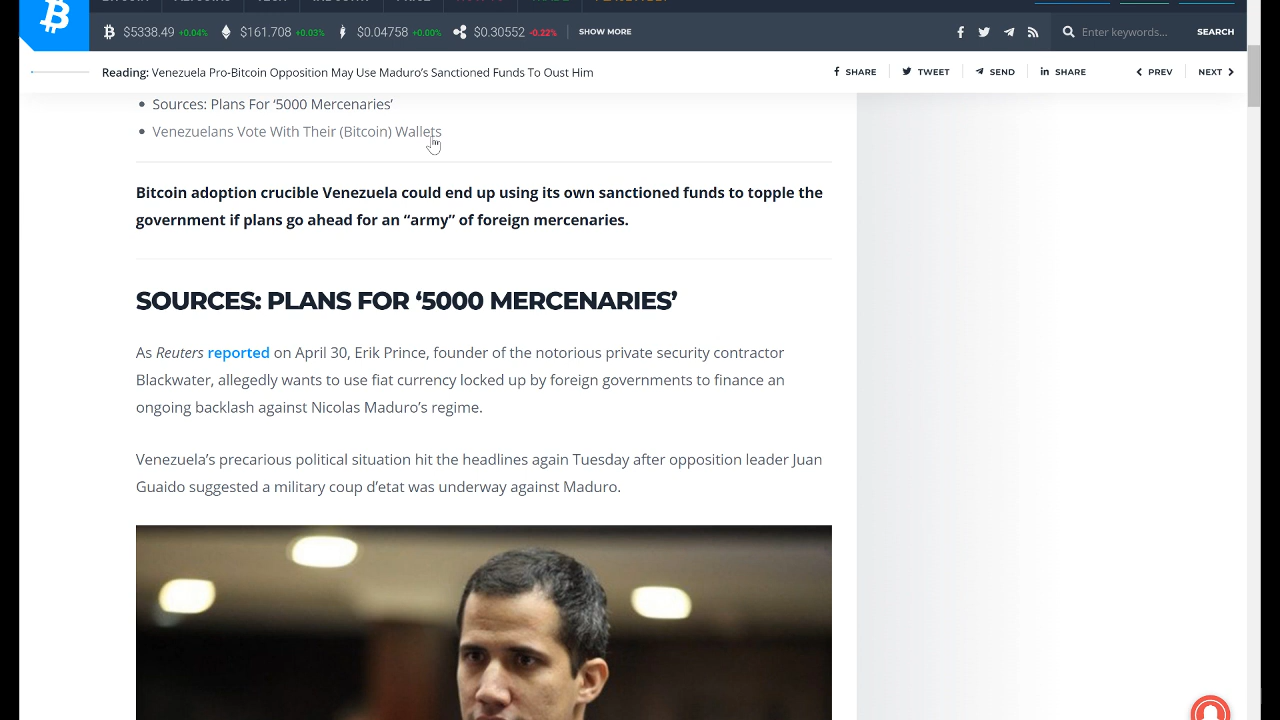 $5338.49 +0.04% $161.708 +0.03% $0.04758 +0.00% $0.30552 -0.22% SHOW MORE Enter keywords... SEARCH
Reading: Venezuela Pro-Bitcoin Opposition May Use Maduro’s Sanctioned Funds To Oust Him SHARE TWEET SEND SHARE PREV NEXT
• Sources: Plans For ‘5000 Mercenaries’
• Venezuelans Vote With Their (Bitcoin) Wallets
Bitcoin adoption crucible Venezuela could end up using its own sanctioned funds to topple the
government if plans go ahead for an “army” of foreign mercenaries.
SOURCES: PLANS FOR ‘5000 MERCENARIES’
As Reuters reported on April 30, Erik Prince, founder of the notorious private security contractor
Blackwater, allegedly wants to use fiat currency locked up by foreign governments to finance an
ongoing backlash against Nicolas Maduro’s regime.
Venezuela’s precarious political situation hit the headlines again Tuesday after opposition leader Juan
Guaido suggested a military coup d’etat was underway against Maduro.